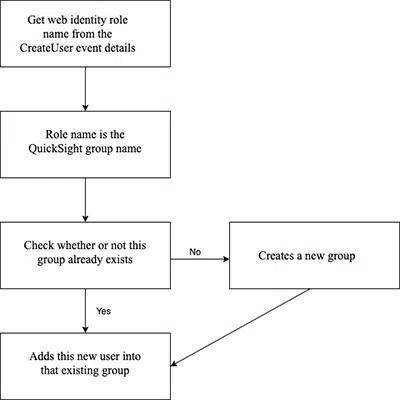 Get web identity role
name from the
CreateUser event details
Role name is the
QuickSight group name
Check whether or not this
group already exists
No
Creates a new group
Yes
Adds this new user into
that existing group